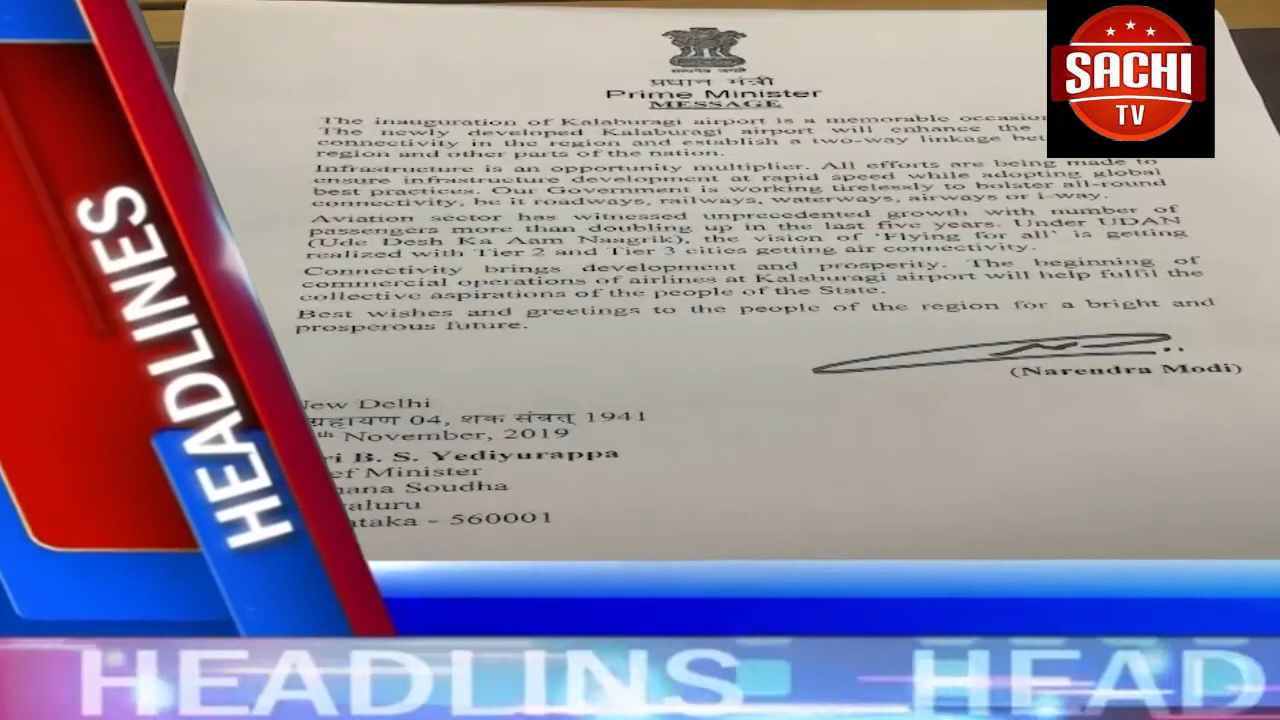 SACHI
TV
प्रधान मंत्री
Prime Minister
MESSAGE
The inauguration of Kalaburagi airport is a memorable
The newly developed Kalaburagi airport will enhance the
connectivity in the region and establish a two-way linkage
region and other parts of the nation.
Infrastructure is an opportunity multiplier. All efforts are being made to
ensure infrastructure development at rapid speed while adopting global
best practices. Our Government is working tirelessly to bolster all-round
connectivity, be it roadways, railways, waterways, airways or i-way.
Aviation sector has witnessed unprecedented growth with number of
passengers more than doubling up in the last five years. Under UDAN
(Ude Desh Ka Aam Naagrik), the vision of 'Flying for all' is getting
realized with Tier 2 and Tier 3 cities getting air connectivity.
Connectivity brings development and prosperity. The beginning of
commercial operations of airlines at Kalaburagi airport will help fulfil the
collective aspirations of the people of the State.
Best wishes and greetings to the people of the region for a bright and
prosperous future.
(Narendra Modi)
New Delhi
04, शक संवत् 1941
November, 2019
B. S. Yediyurappa
Minister
Soudha
- 560001
HEADLINES
HEADLINS HEAD